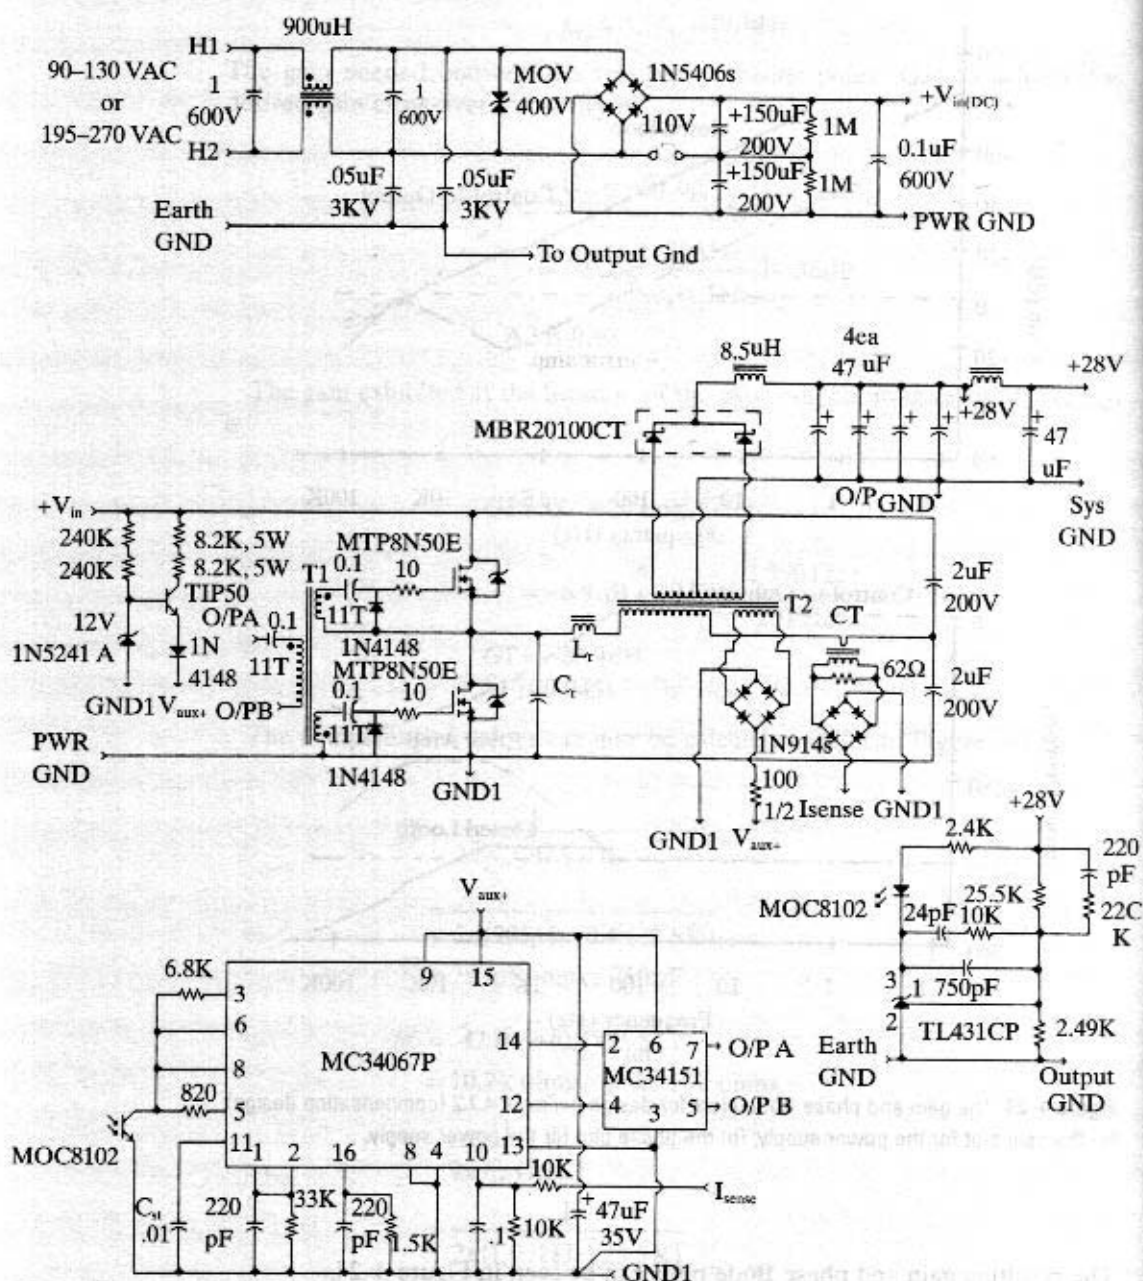 900uH
H1
90–130 VAC
or
195–270 VAC
1
600V
1
600V
MOV
400V
1N5406s
110V
+150uF
200V
+150uF
200V
1M
1M
+V in(DC)
0.1uF
600V
H2
.05uF
3KV
.05uF
3KV
Earth
GND
PWR GND
To Output Gnd
8.5uH
4ea
47 uF
+28V
+28V
MBR20100CT
47
uF
O/P GND
Sys
GND
+Vin
240K
240K
8.2K, 5W
8.2K, 5W
TIP50
T1
0.1
MTP8N50E
10
11T
1N4148
12V
1N5241 A
O/PA
0.1
11T
1N
4148
GND1
Vaux+
O/PB
MTP8N50E
0.1
10
11T
1N4148
Lr
Cr
T2
CT
62Ω
2uF
200V
2uF
200V
PWR
GND
GND1
1N914s
100
1/2
GND1
Vaux+
Isense
GND1
+28V
2.4K
220
pF
MOC8102
25.5K
24pF
10K
22C
K
3
1
2
750pF
TL431CP
2.49K
Earth
GND
Output
GND
Vaux+
6.8K
9
15
3
6
8
5
11
MC34067P
14
12
13
2
6
7
O/P A
MC34151
4
3
5
O/P B
820
MOC8102
1
2
16
8
4
10
10K
Isense
Cst
.01
220
pF
33K
220
pF
1.5K
.1
10K
+
47uF
35V
GND1